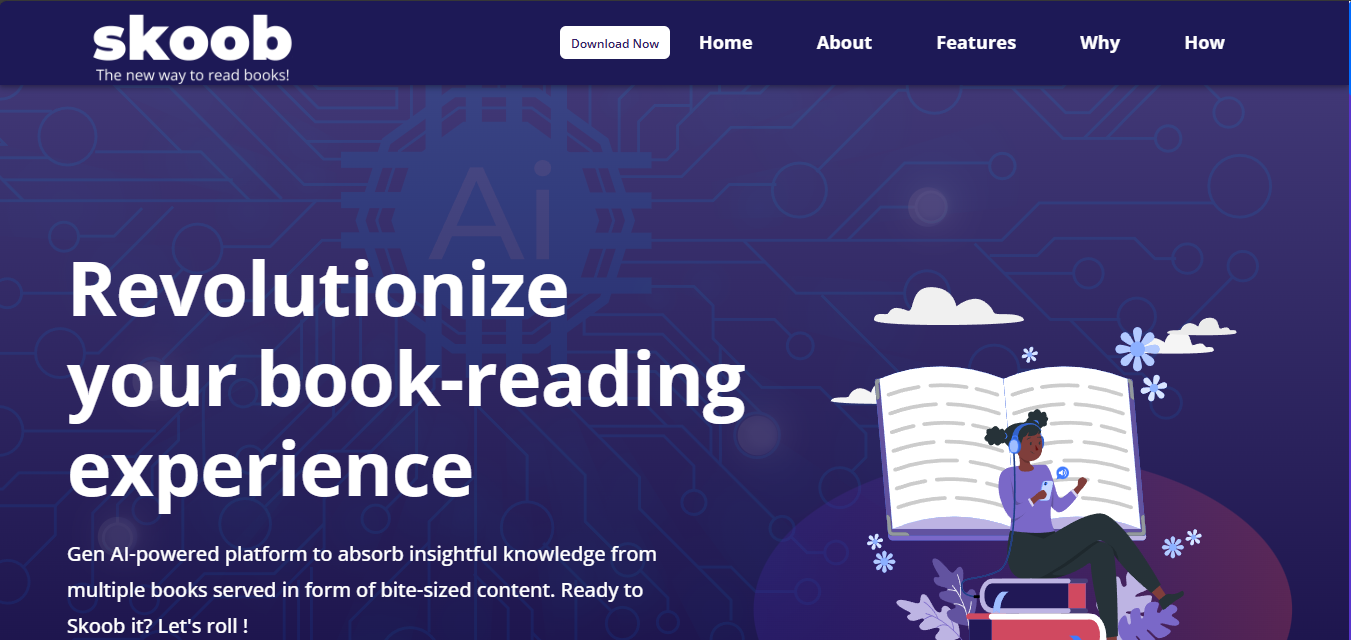 skoob
The new way to read books!
Download Now
Home
About
Features
Why
How
Ai
Revolutionize
your book-reading
experience
Gen AI-powered platform to absorb insightful knowledge from
multiple books served in form of bite-sized content. Ready to
Skoob it? Let's roll !